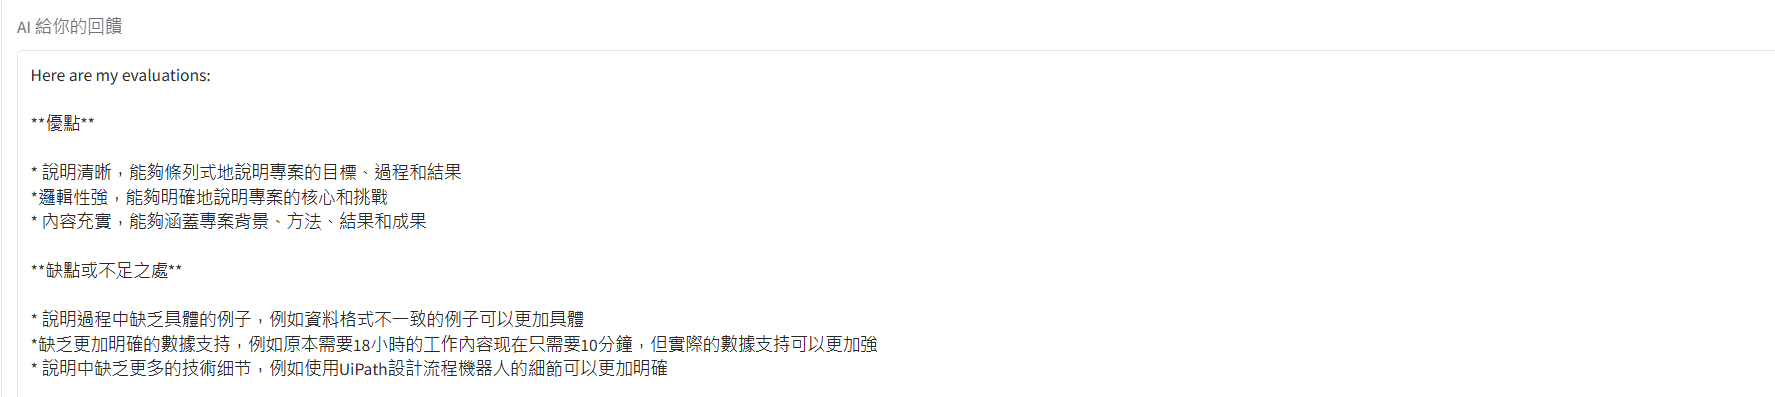 AI 給你的回饋
Here are my evaluations:
**優點**
* 說明清晰，能夠條列式地說明專案的目標、過程和結果
*邏輯性強，能夠明確地說明專案的核心和挑戰
* 內容充實，能夠涵蓋專案背景、方法、結果和成果
**缺點或不足之處**
* 說明過程中缺乏具體的例子，例如資料格式不一致的例子可以更加具體
*缺乏更加明確的數據支持，例如原本需要18小時的工作內容现在只需要10分鐘，但實際的數據支持可以更加強
* 說明中缺乏更多的技術细节，例如使用UiPath設計流程機器人的細節可以更加明確